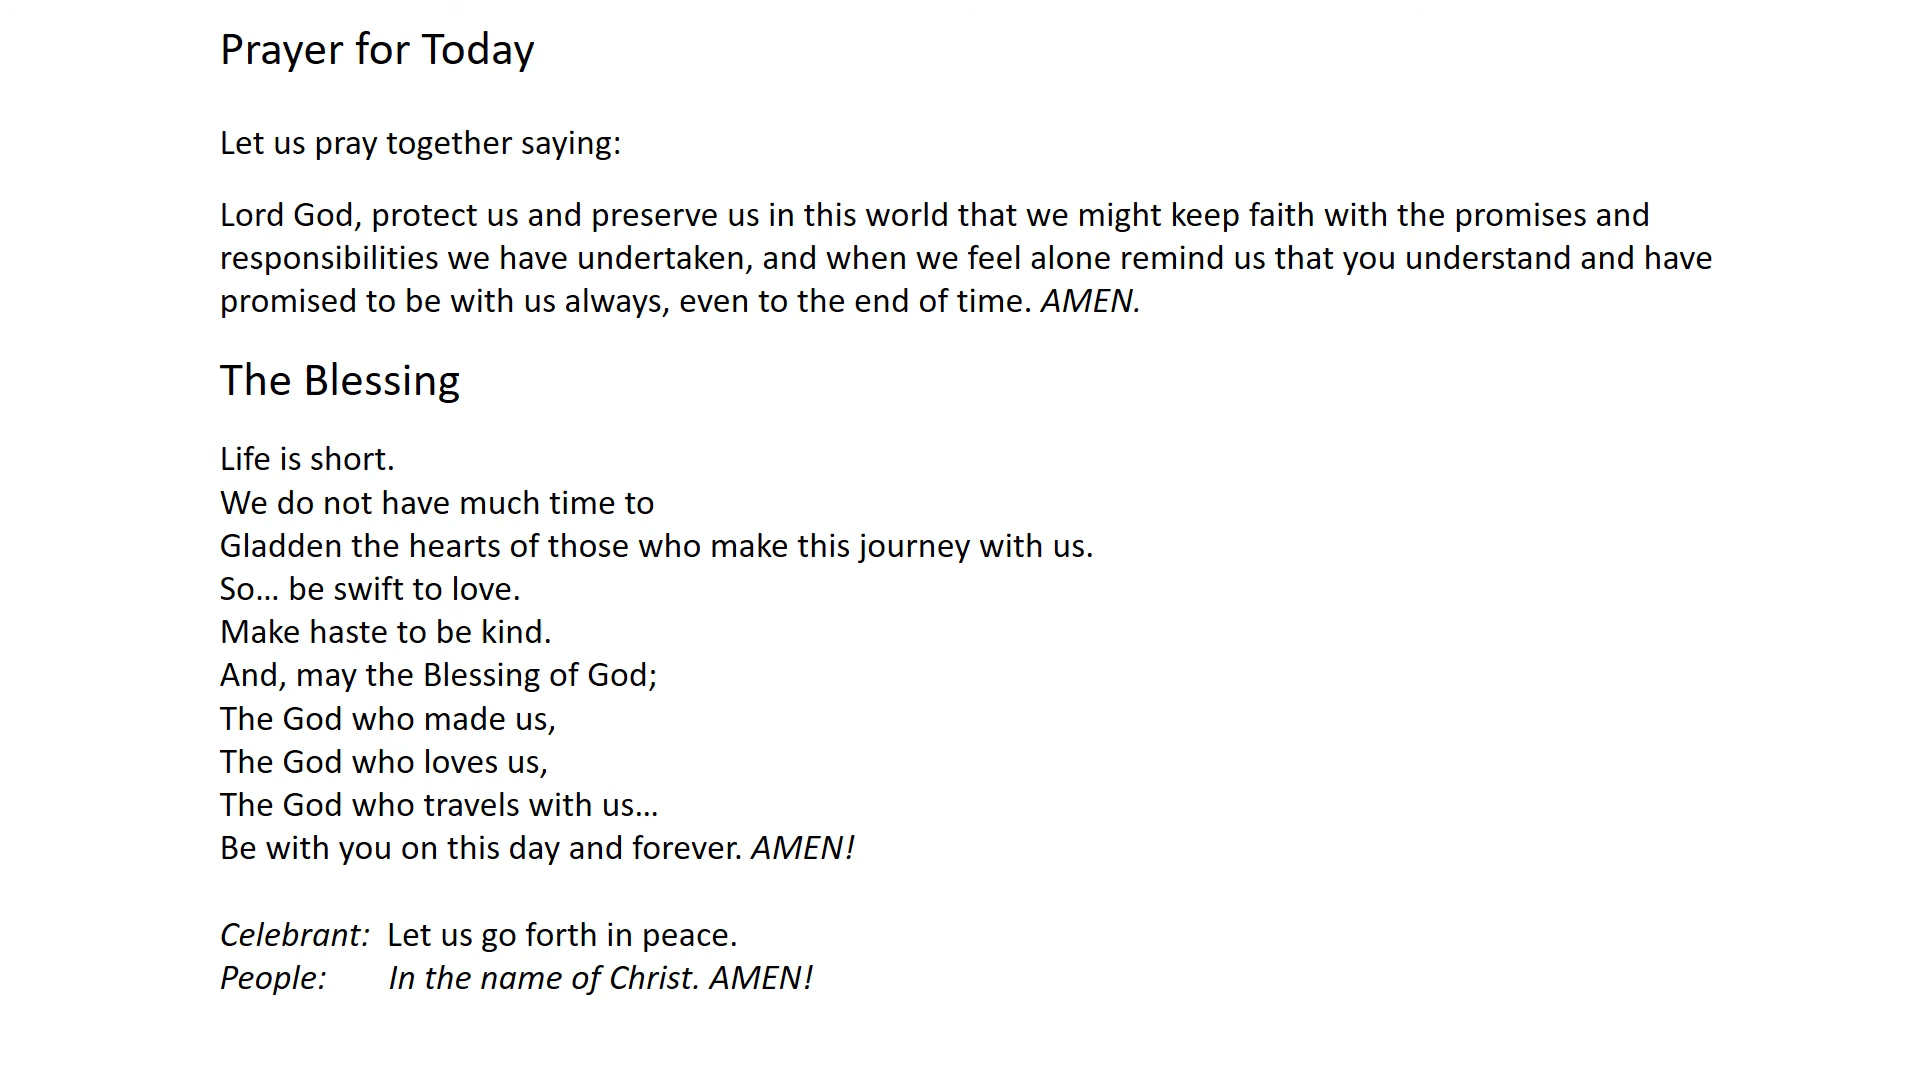 Prayer for Today
Let us pray together saying:
Lord God, protect us and preserve us in this world that we might keep faith with the promises and
responsibilities we have undertaken, and when we feel alone remind us that you understand and have
promised to be with us always, even to the end of time. AMEN.
The Blessing
Life is short.
We do not have much time to
Gladden the hearts of those who make this journey with us.
So... be swift to love.
Make haste to be kind.
And, may the Blessing of God;
The God who made us,
The God who loves us,
The God who travels with us...
Be with you on this day and forever. AMEN!
Celebrant: Let us go forth in peace.
People: In the name of Christ. AMEN!